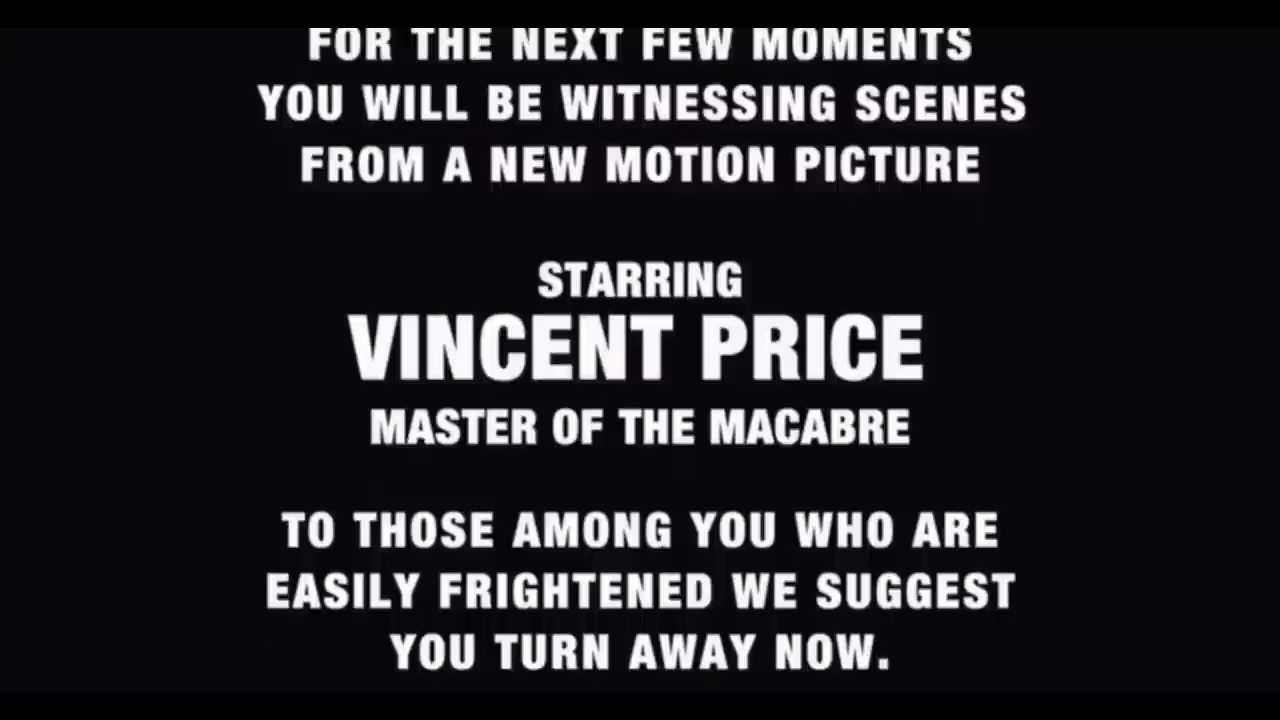 FOR THE NEXT FEW MOMENTS
YOU WILL BE WITNESSING SCENES
FROM A NEW MOTION PICTURE
STARRING
VINCENT PRICE
MASTER OF THE MACABRE
TO THOSE AMONG YOU WHO ARE
EASILY FRIGHTENED WE SUGGEST
YOU TURN AWAY NOW.